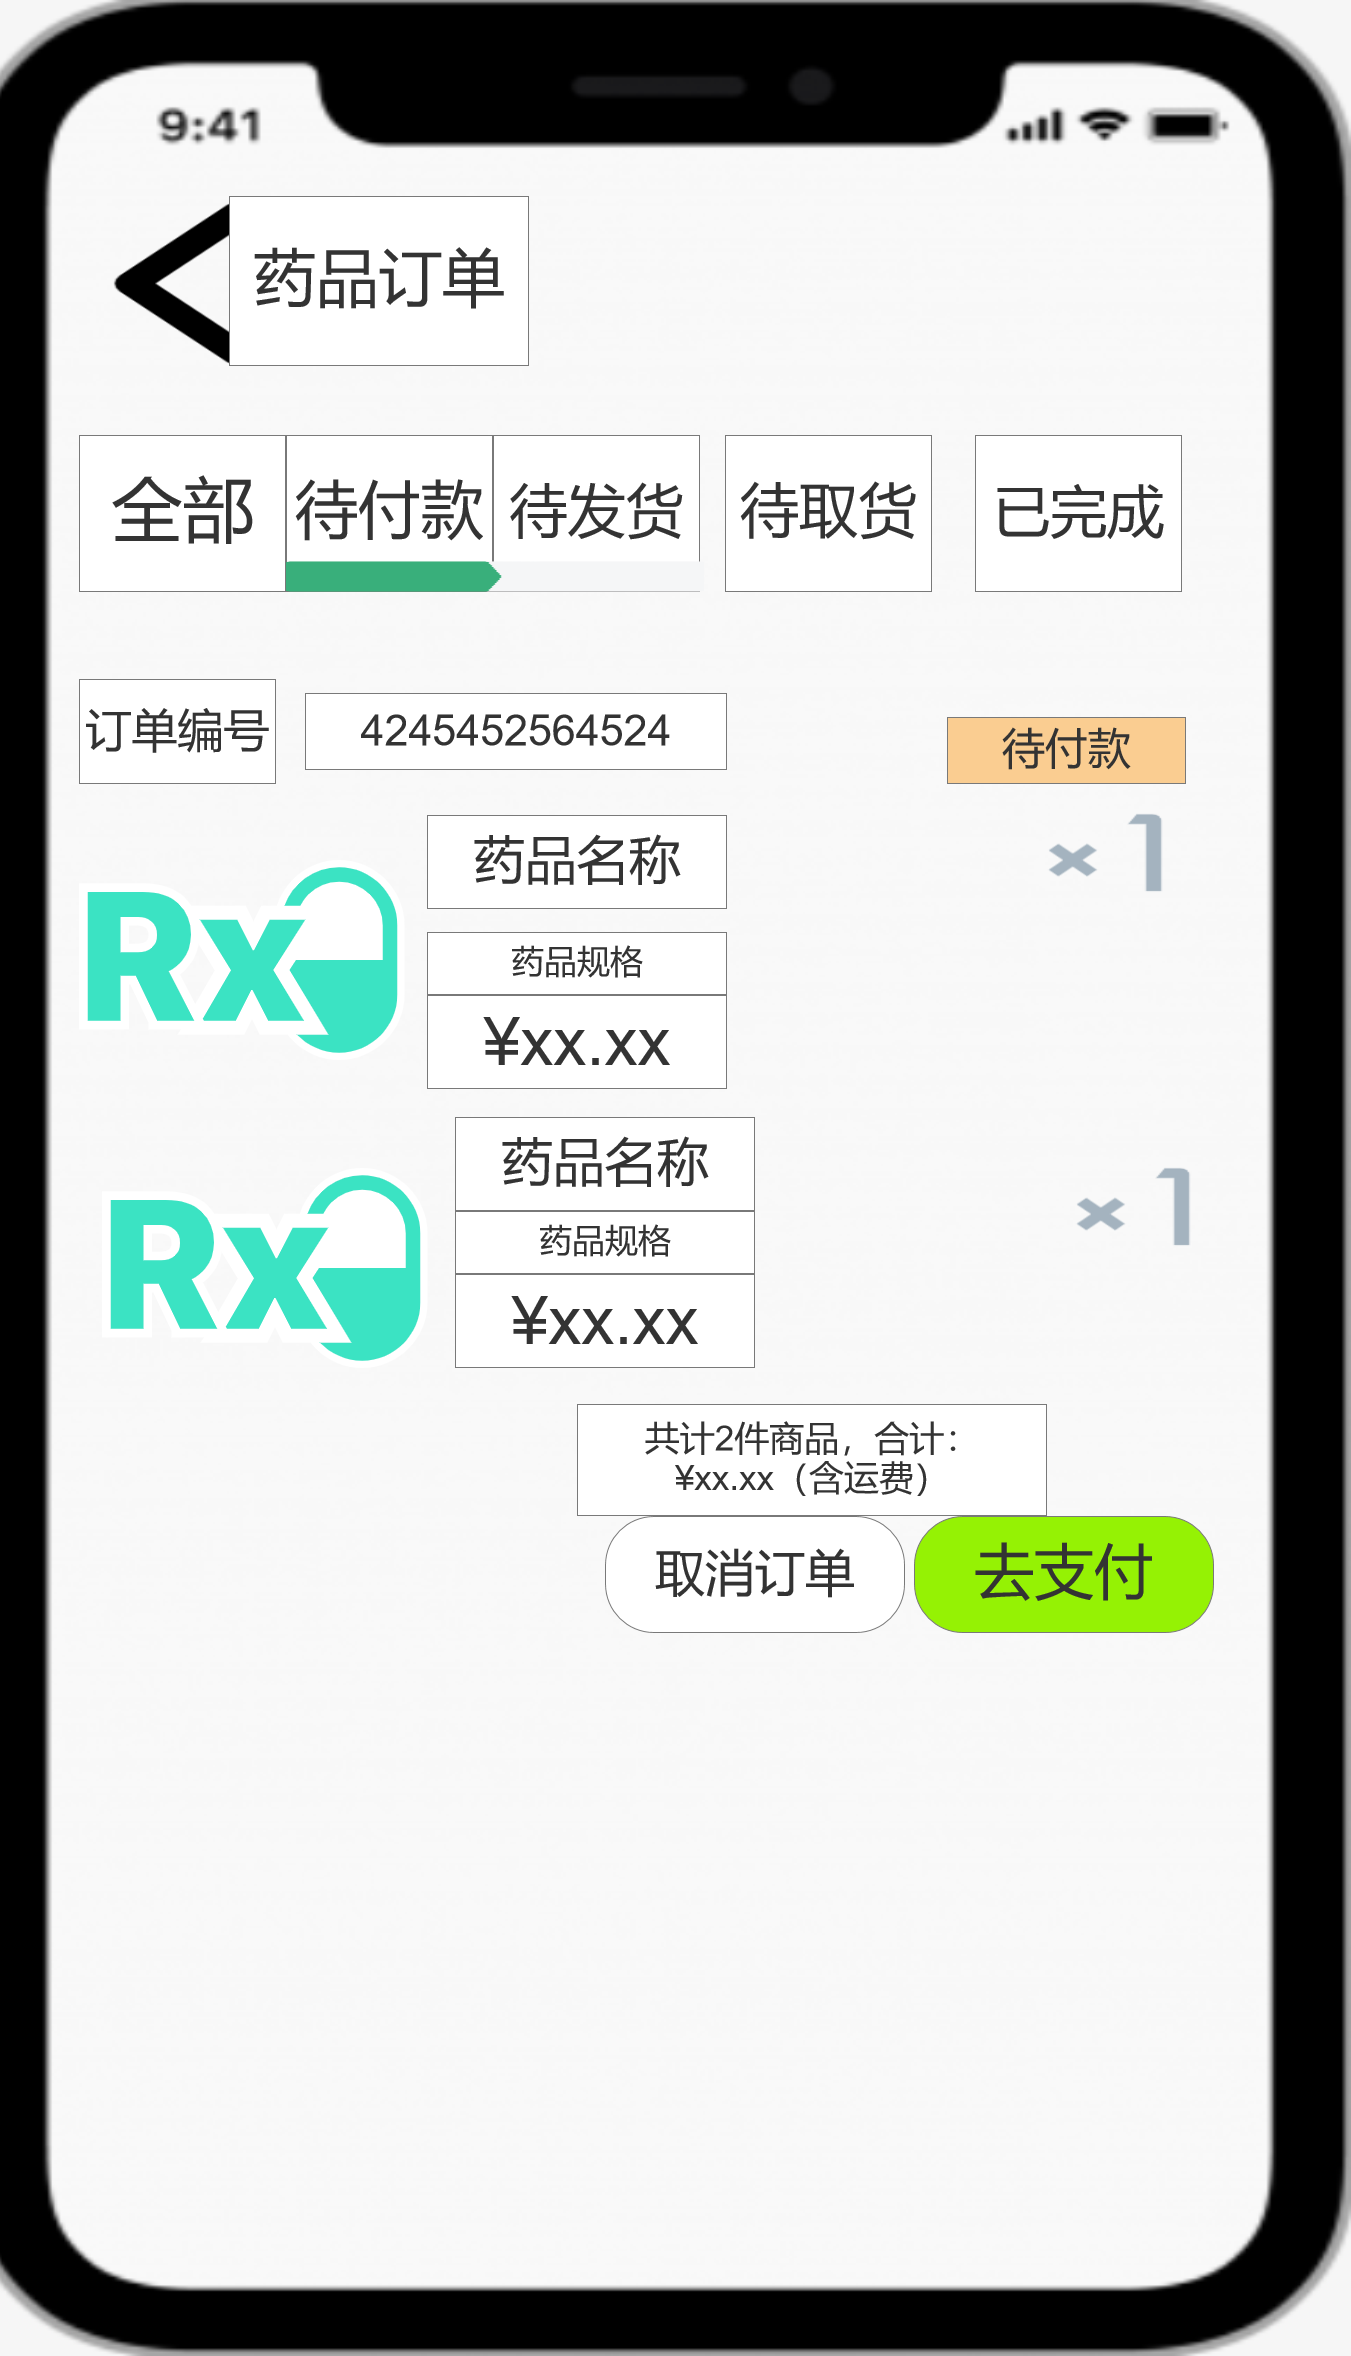 9:41
药品订单
全部
待付款
待发货
待取货
已完成
订单编号
4245452564524
待付款
药品名称
× 1
Rx
药品规格
¥xx.xx
药品名称
× 1
Rx
药品规格
¥xx.xx
共计2件商品，合计：
¥xx.xx（含运费）
取消订单
去支付